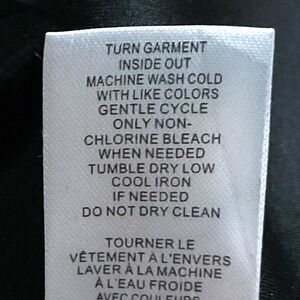 TURN GARMENT
INSIDE OUT
MACHINE WASH COLD
WITH LIKE COLORS
GENTLE CYCLE
ONLY NON-
CHLORINE BLEACH
WHEN NEEDED
TUMBLE DRY LOW
COOL IRON
IF NEEDED
DO NOT DRY CLEAN
TOURNER LE
VÊTEMENT A L'ENVERS
LAVER À LA MACHINE
À L'EAU FROIDE
AVEC COULEURS